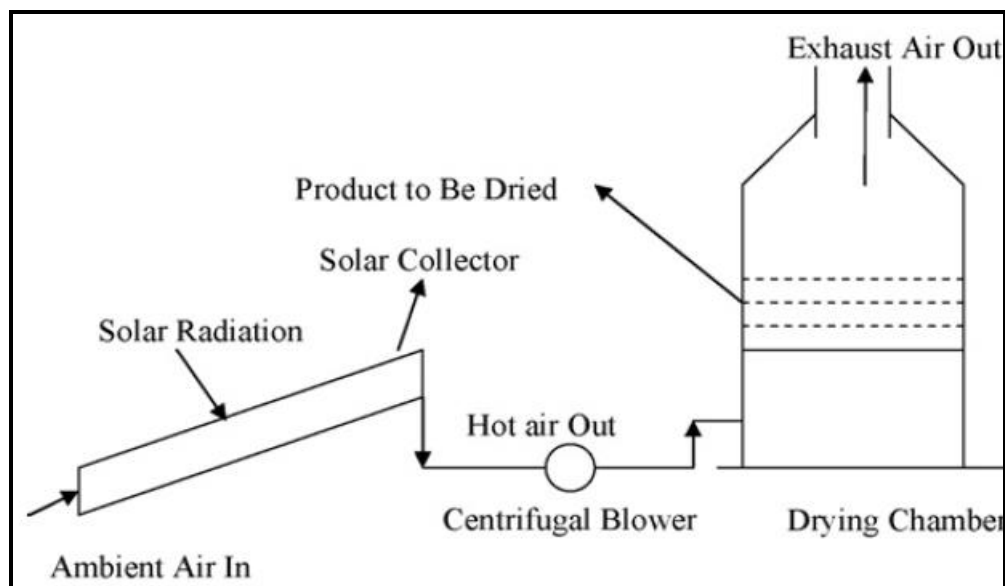 Exhaust Air Out
Product to Be Dried
Solar Collector
Solar Radiation
Hot air Out
Centrifugal Blower
Drying Chamber
Ambient Air In